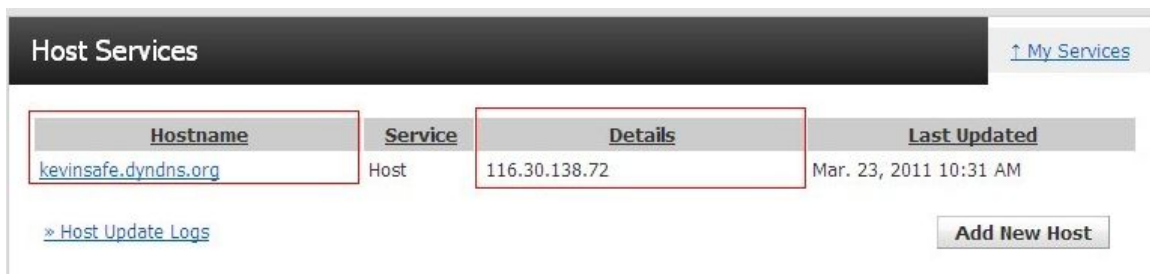 Host Services
↑ My Services
Hostname Service Details Last Updated
kevinsafe.dyndns.org Host 116.30.138.72 Mar. 23, 2011 10:31 AM
» Host Update Logs
Add New Host